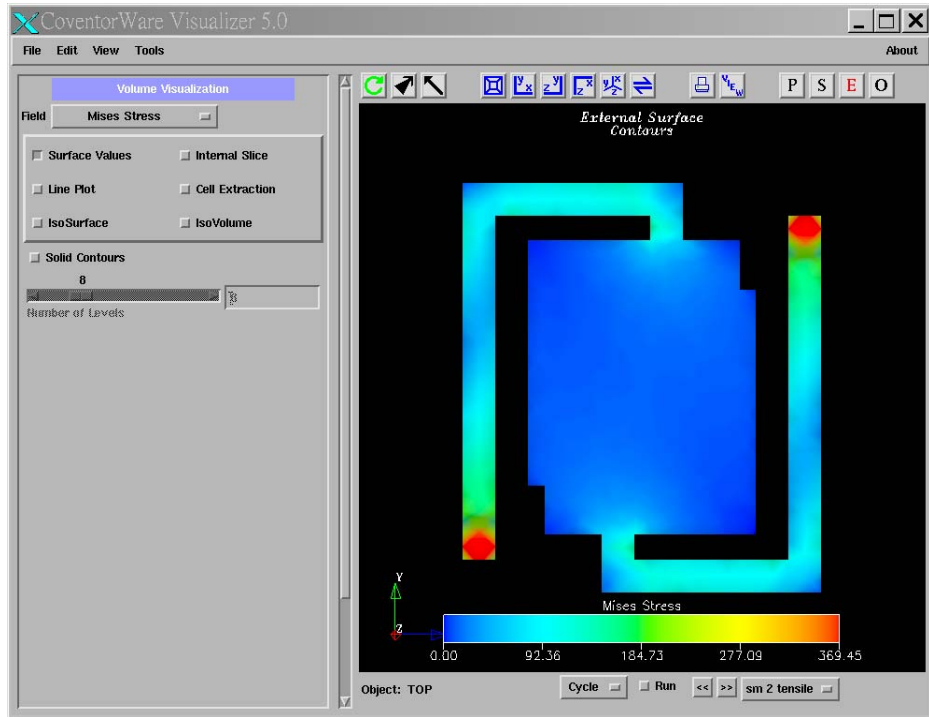 CoventorWare Visualizer 5.0
File Edit View Tools About
Volume Visualization
Field Mises Stress
Surface Values Internal Slice
Line Plot Cell Extraction
IsoSurface IsoVolume
Solid Contours
8
8
Number of Levels
y x z y z x y x z VIEW P S E O
External Surface
Contours
Y
Z
Mises Stress
0.00 92.36 184.73 277.09 369.45
Object: TOP Cycle Run << >> sm 2 tensile